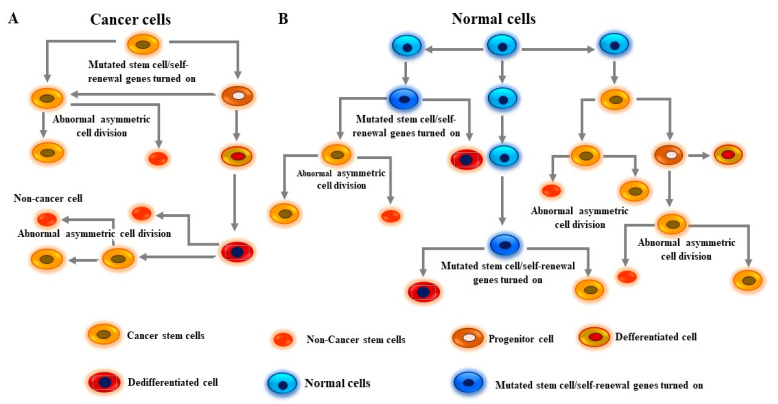 A
Cancer cells
Mutated stem cell/self-
renewal genes turned on
Abnormal asymmetric
cell division
Non-cancer cell
Abnormal asymmetric cell division
B
Normal cells
Mutated stem cell/self-
renewal genes turned on
Abnormal asymmetric
cell division
Mutated stem cell/self-renewal
genes turned on
Abnormal asymmetric
cell division
Abnormal asymmetric
cell division
Cancer stem cells
Non-Cancer stem cells
Progenitor cell
Defferentiated cell
Dedifferentiated cell
Normal cells
Mutated stem cell/self-renewal genes turned on